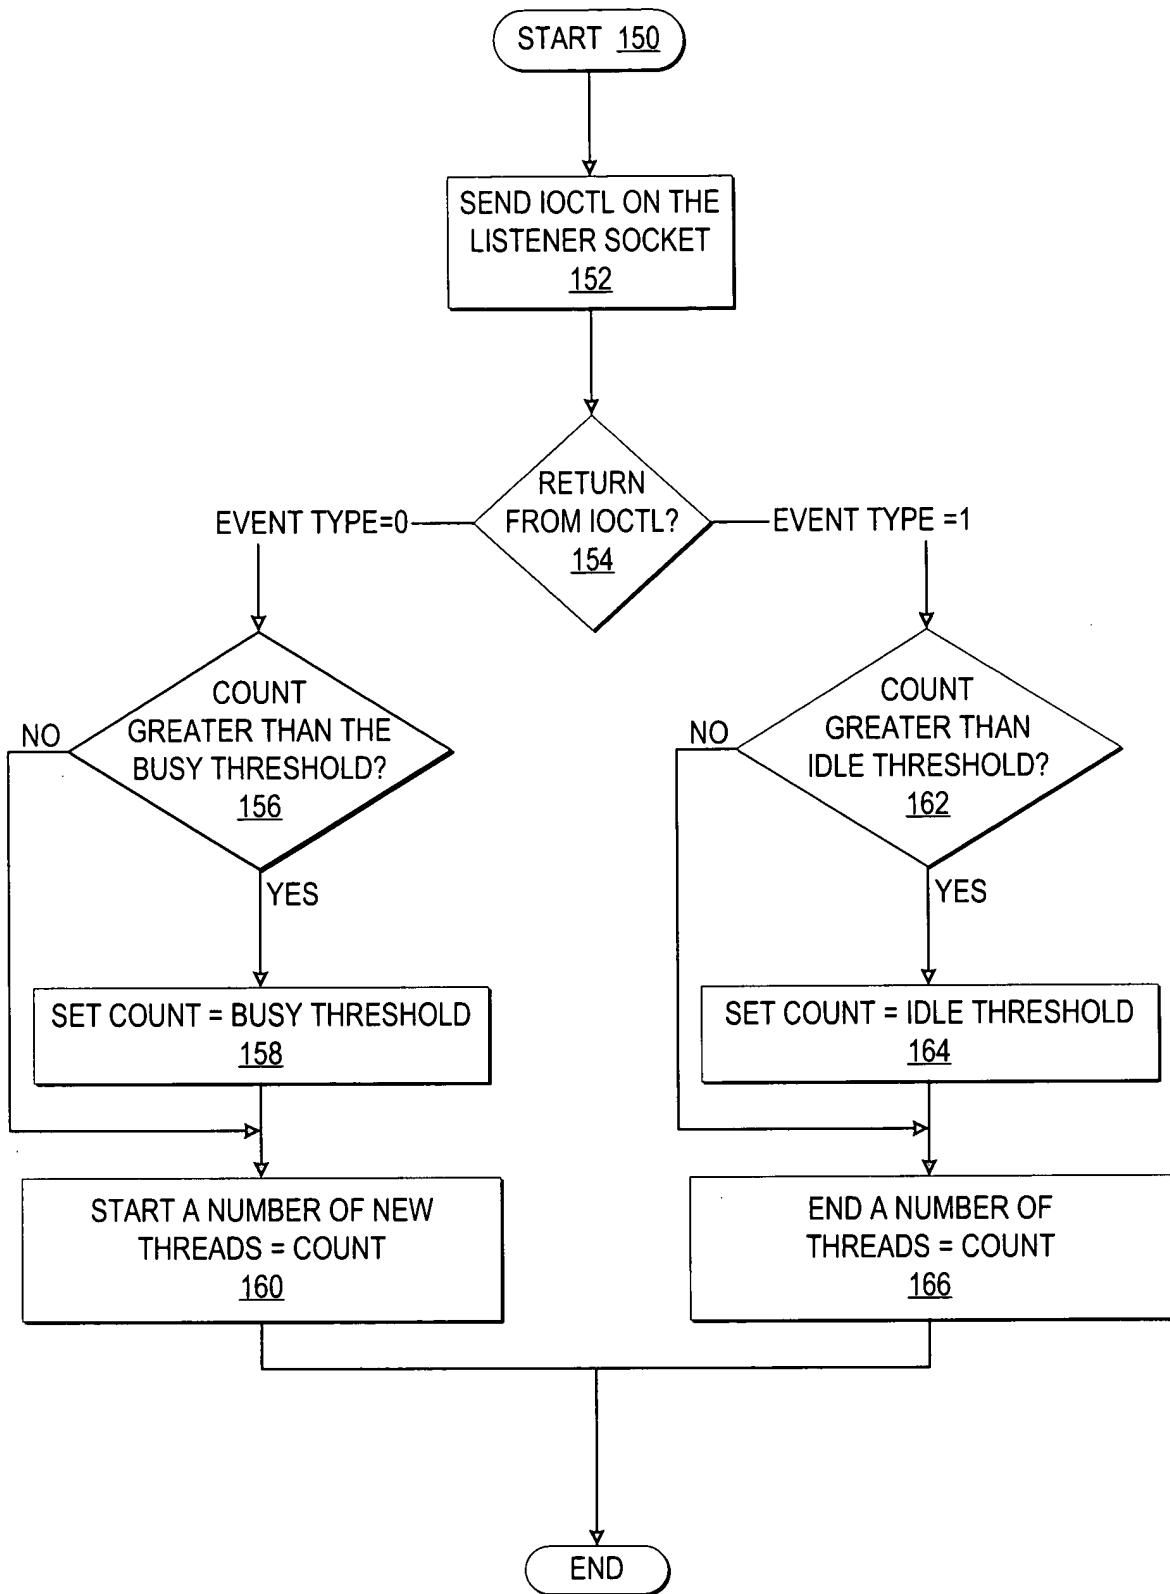 START 150
SEND IOCTL ON THE
LISTENER SOCKET
152
RETURN
FROM IOCTL?
154
EVENT TYPE=0
EVENT TYPE =1
COUNT
GREATER THAN THE
BUSY THRESHOLD?
156
NO
YES
COUNT
GREATER THAN
IDLE THRESHOLD?
162
NO
YES
SET COUNT = BUSY THRESHOLD
158
SET COUNT = IDLE THRESHOLD
164
START A NUMBER OF NEW
THREADS = COUNT
160
END A NUMBER OF
THREADS = COUNT
166
END